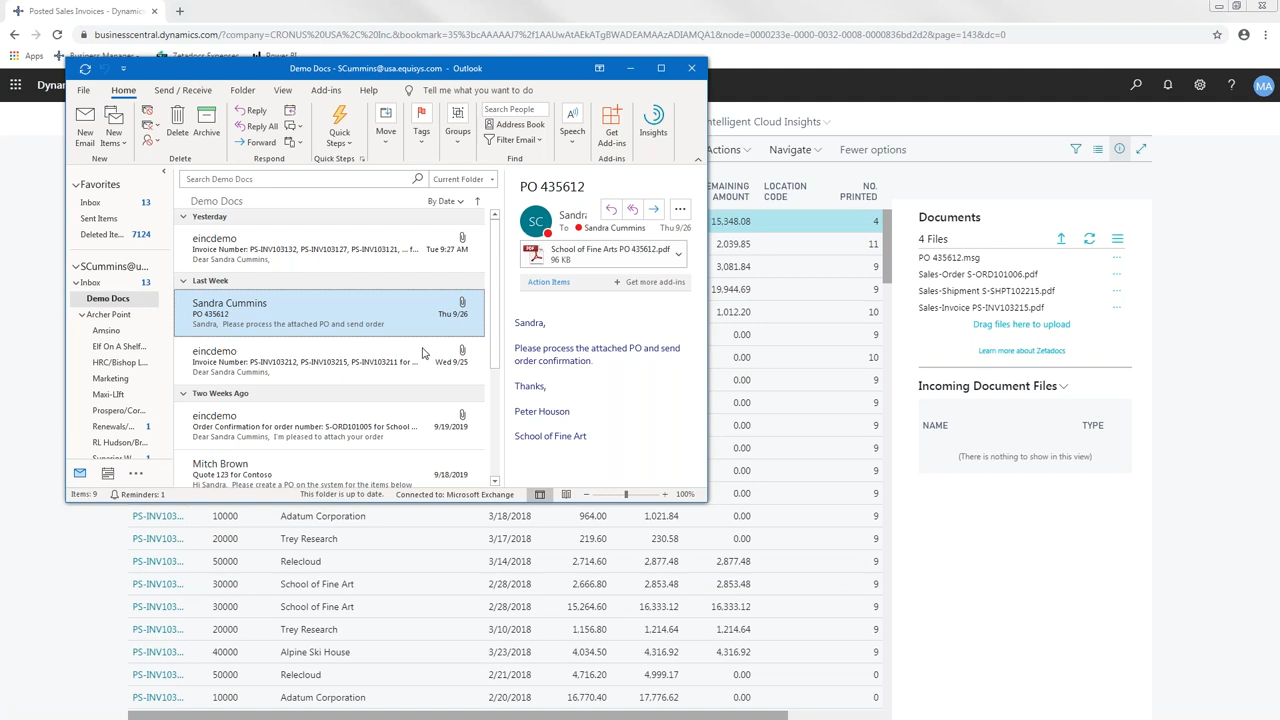 Posted Sales Invoices - Dynamics
businesscentral.dynamics.com/?company=CRONUS%20USA%2C%20Inc.&bookmark=35%3bcAAAAJ7%2f1AAUwAtAEkATgBWADEAMAAzADIAMQA1&node=0000233e-0000-0032-0008-0000836bd2d2&page=143&dc=0
Apps
Business Manager
Zetadocs Expenses
Power BI
Dynam
MA
Intelligent Cloud Insights
Actions
Navigate
Fewer options
Demo Docs - SCummins@usa.equisys.com - Outlook
File
Home
Send / Receive
Folder
View
Add-ins
Help
Tell me what you want to do
New Email
New Items
New
Delete
Archive
Delete
Reply
Reply All
Forward
Respond
Quick Steps
Quick Steps
Move
Tags
Groups
Search People
Address Book
Filter Email
Find
Speech
Get Add-ins
Add-ins
Insights
Favorites
Inbox 13
Sent Items
Deleted Ite... 7124
SCummins@u...
Inbox 13
Demo Docs
Archer Point
Amsino
Elf On A Shelf...
HRC/Bishop L
Marketing
Maxi-LIft
Prospero/Cor...
Renewals/... 1
RL Hudson/Br...
Superior W... 1
Search Demo Docs
Current Folder
Demo Docs
By Date
Yesterday
eincdemo
Invoice Number: PS-INV103132, PS-INV103127, PS-INV103121, ... f... Tue 9:27 AM
Dear Sandra Cummins,
Last Week
Sandra Cummins
PO 435612 Thu 9/26
Sandra, Please process the attached PO and send order
eincdemo
Invoice Number: PS-INV103212, PS-INV103215, PS-INV103211 for ... Wed 9/25
Dear Sandra Cummins,
Two Weeks Ago
eincdemo
Order Confirmation for order number: S-ORD101005 for School ... 9/19/2019
Dear Sandra Cummins, I'm pleased to attach your order
Mitch Brown
Quote 123 for Contoso 9/18/2019
Hi Sandra, Please create a PO on the system for the items below
PO 435612
SC
Sandra
To Sandra Cummins Thu 9/26
School of Fine Arts PO 435612.pdf
96 KB
Action Items
+ Get more add-ins
Sandra,
Please process the attached PO and send
order confirmation.
Thanks,
Peter Houson
School of Fine Art
Items: 9
Reminders: 1
This folder is up to date.
Connected to: Microsoft Exchange
100%
EMAINING AMOUNT
LOCATION CODE
NO. PRINTED
15,348.08 4
2,039.85 11
3,081.84 9
19,944.69 9
1,012.20 10
0.00 9
0.00 10
0.00 9
0.00 9
0.00 9
0.00 9
0.00 9
0.00 9
PS-INV103... 10000 Adatum Corporation 3/18/2018 964.00 1,021.84 0.00 9
PS-INV103... 20000 Trey Research 3/17/2018 219.60 230.58 0.00 9
PS-INV103... 50000 Relecloud 3/14/2018 2,714.60 2,877.48 2,877.48 9
PS-INV103... 30000 School of Fine Art 2/28/2018 2,666.80 2,853.48 2,853.48 9
PS-INV103... 30000 School of Fine Art 2/28/2018 15,264.60 16,333.12 16,333.12 9
PS-INV103... 20000 Trey Research 3/10/2018 1,156.80 1,214.64 1,214.64 9
PS-INV103... 40000 Alpine Ski House 3/23/2018 4,034.50 4,316.92 4,316.92 9
PS-INV103... 50000 Relecloud 2/21/2018 4,716.20 4,999.17 0.00 0
PS-INV103... 10000 Adatum Corporation 2/20/2018 16,770.40 17,776.62 0.00 0
Documents
4 Files
PO 435612.msg
Sales-Order S-ORD101006.pdf
Sales-Shipment S-SHPT102215.pdf
Sales-Invoice PS-INV103215.pdf
Drag files here to upload
Learn more about Zetadocs
Incoming Document Files
NAME TYPE
(There is nothing to show in this view)